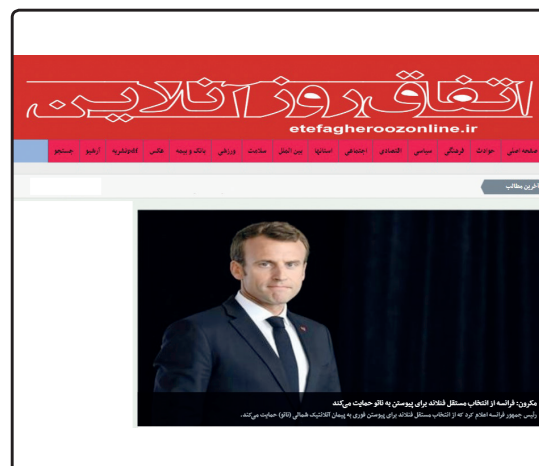 اتفاق روز آنلاین
etefagheroozonline.ir
صفحه اصلی حوادث فرهنگی سیاسی اقتصادی اجتماعی استانها بین الملل سلامت ورزشی بانک و بیمه عکس pdfنشریه آرشیو جستجو
آخرین مطالب
مکرون: فرانسه از انتخاب مستقل فنلاند برای پیوستن به ناتو حمایت می‌کند
رئیس جمهور فرانسه اعلام کرد که از انتخاب مستقل فنلاند برای پیوستن فوری به پیمان آتلانتیک شمالی (ناتو) حمایت می‌کند.